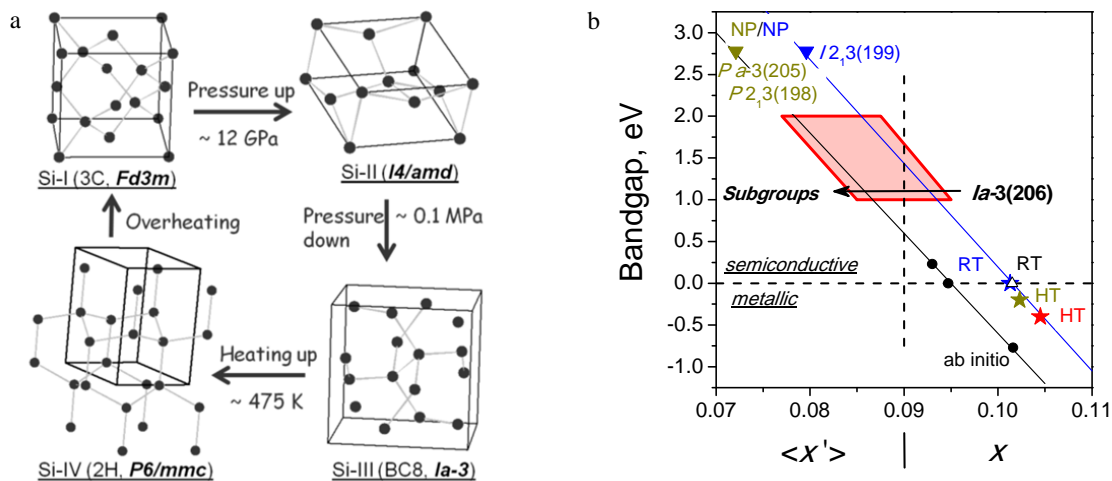 a
Pressure up
~ 12 GPa
Si-I (3C, Fd3m)
Si-II (I4/amd)
Overheating
Pressure ~ 0.1 MPa
down
Heating up
~ 475 K
Si-IV (2H, P6/mmc)
Si-III (BC8, Ia-3)
b
Bandgap, eV
3.0
2.5
2.0
1.5
1.0
0.5
0.0
-0.5
-1.0
NP/NP
I 2₁3(199)
P a-3(205)
P 2₁3(198)
Subgroups
Ia-3(206)
semiconductive
metallic
RT
RT
HT
HT
ab initio
0.07
0.08
0.09
0.10
0.11
<x'>
x